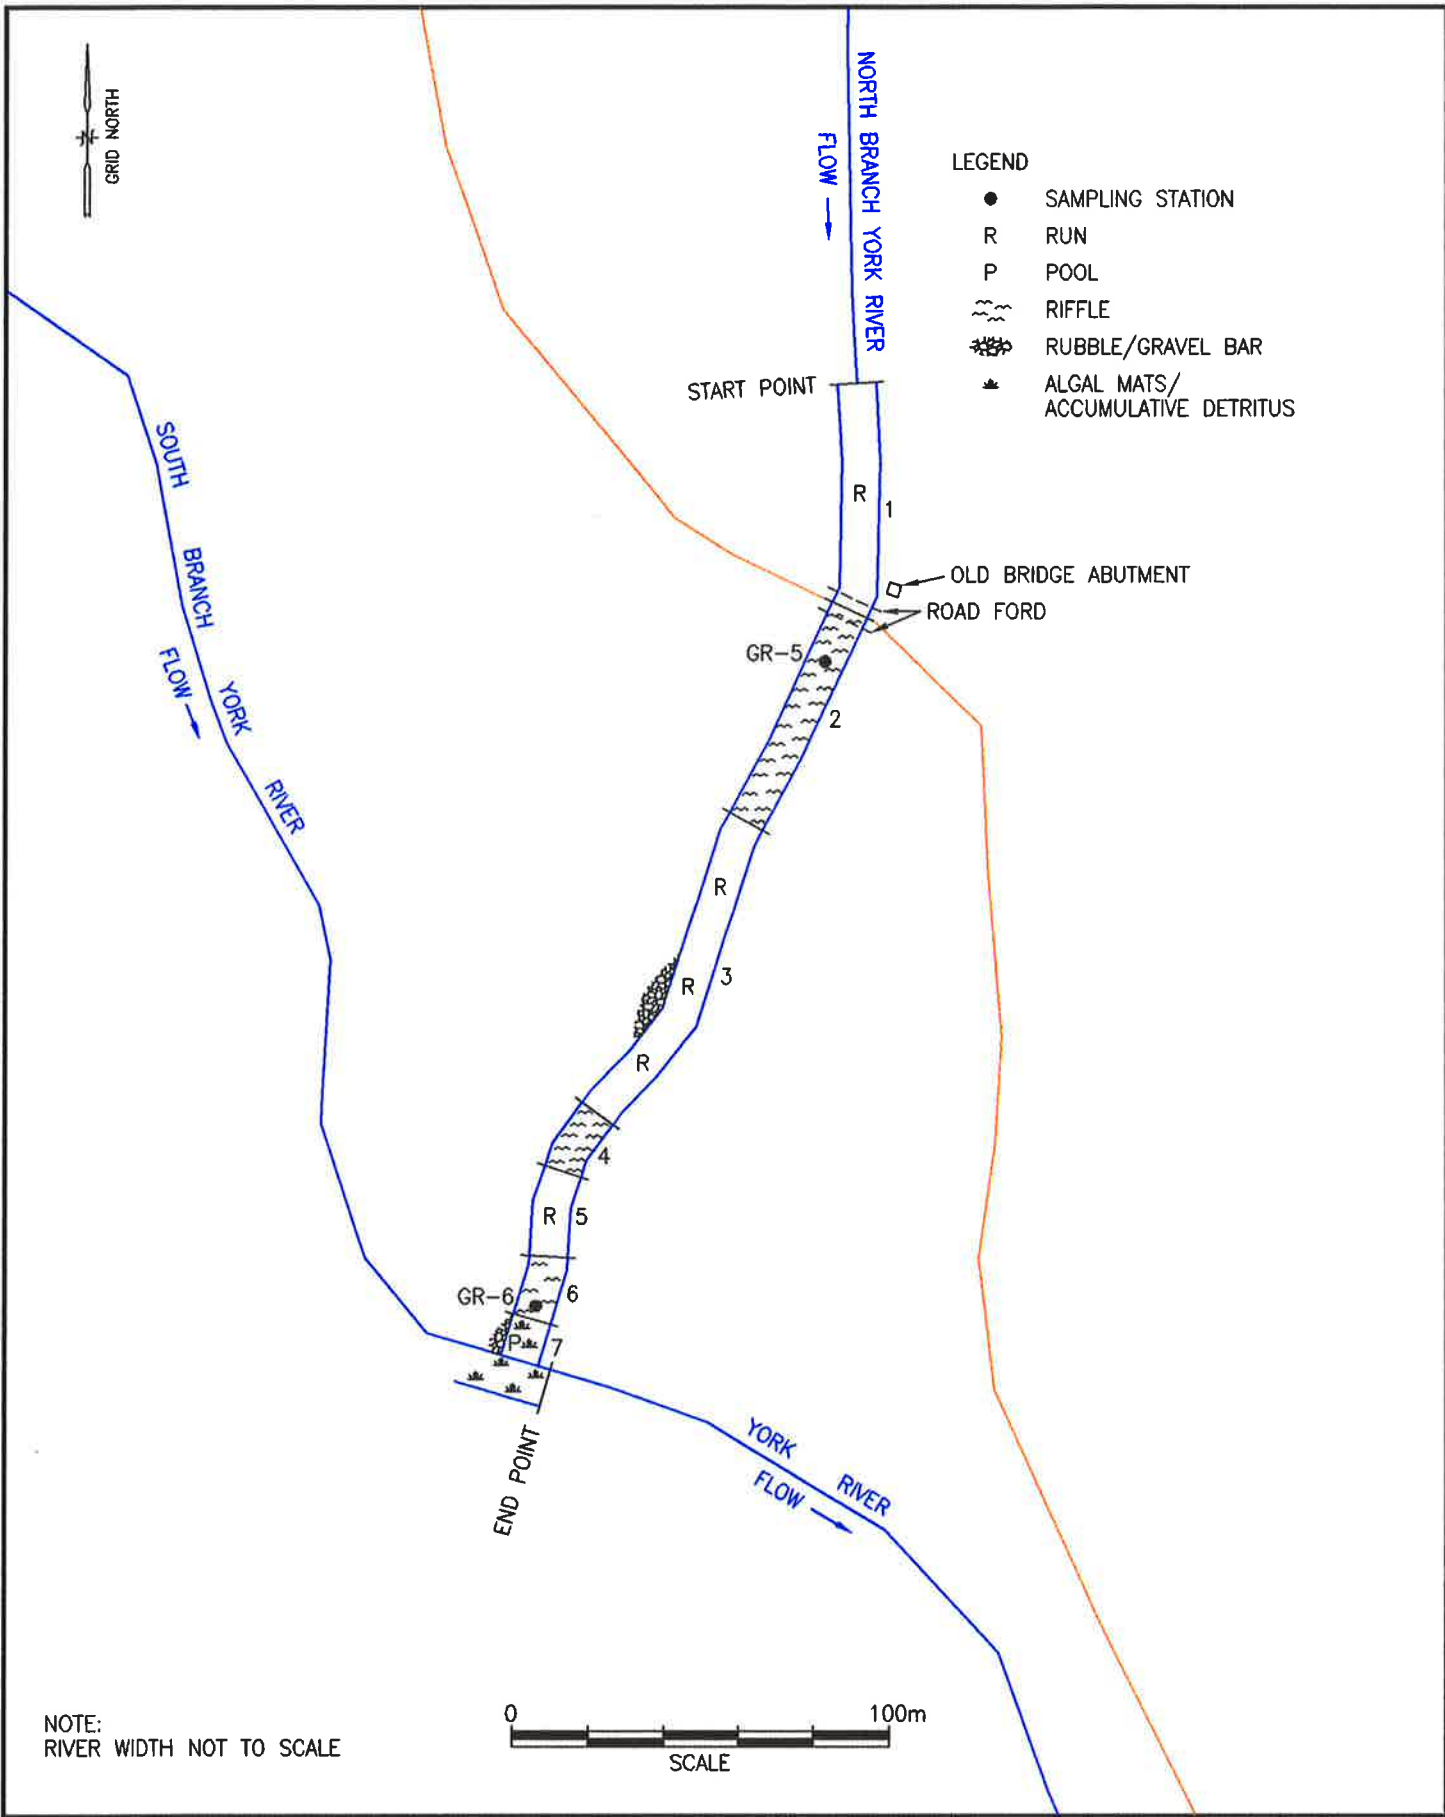 GRID NORTH
NORTH BRANCH YORK RIVER
FLOW
LEGEND
SAMPLING STATION
R RUN
P POOL
RIFFLE
RUBBLE/GRAVEL BAR
ALGAL MATS/
ACCUMULATIVE DETRITUS
START POINT
R
1
SOUTH BRANCH YORK RIVER
FLOW
OLD BRIDGE ABUTMENT
ROAD FORD
GR-5
2
R
R
3
R
4
R
5
GR-6
6
P
7
END POINT
YORK RIVER
FLOW
NOTE:
RIVER WIDTH NOT TO SCALE
0 100m
SCALE